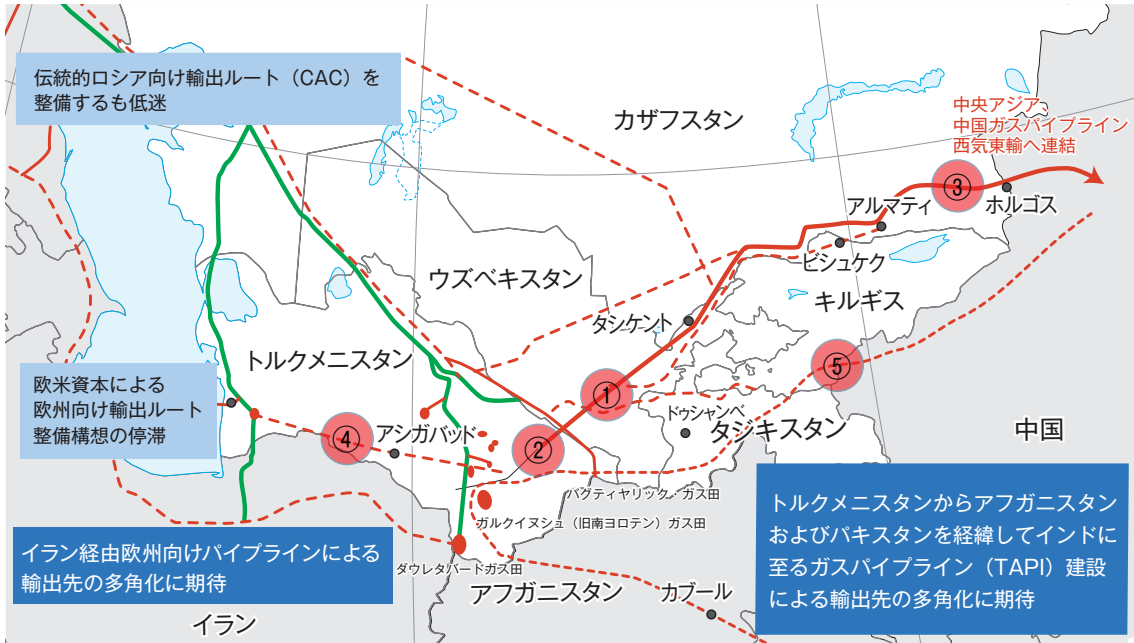 伝統的ロシア向け輸出ルート（CAC）を
整備するも低迷
カザフスタン
中央アジア、
中国ガスパイプライン
西気東輸へ連結
③
アルマティ
ホルゴス
ビシュケク
キルギス
ウズベキスタン
タシケント
トルクメニスタン
⑤
欧米資本による
欧州向け輸出ルート
整備構想の停滞
①
ドゥシャンベ
タジキスタン
④
アシガバッド
②
中国
バグティヤリック・ガス田
ガルクイヌシュ（旧南ヨロテン）ガス田
ダウレタバードガス田
イラン経由欧州向けパイプラインによる
輸出先の多角化に期待
トルクメニスタンからアフガニスタン
およびパキスタンを経緯してインドに
至るガスパイプライン（TAPI）建設
による輸出先の多角化に期待
アフガニスタン
カブール
イラン